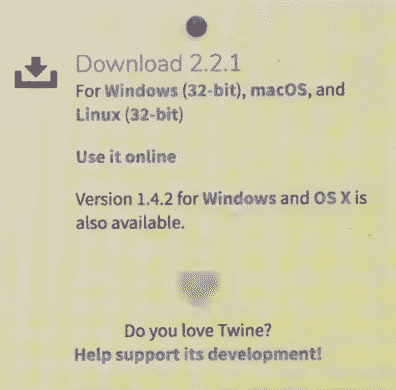 Download 2.2.1
For Windows (32-bit), macOS, and
Linux (32-bit)
Use it online
Version 1.4.2 for Windows and OS X is
also available.
Do you love Twine?
Help support its development!